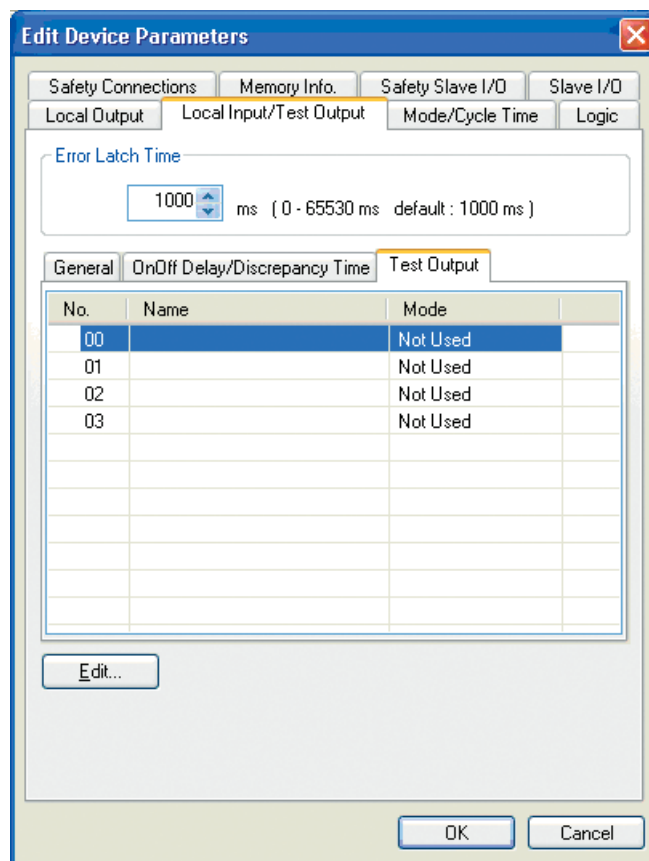 Edit Device Parameters
Safety Connections Memory Info. Safety Slave I/O Slave I/O
Local Output Local Input/Test Output Mode/Cycle Time Logic
Error Latch Time
1000 ms ( 0 - 65530 ms default : 1000 ms )
General OnOff Delay/Discrepancy Time Test Output
No. Name Mode
00 Not Used
01 Not Used
02 Not Used
03 Not Used
Edit...
OK Cancel